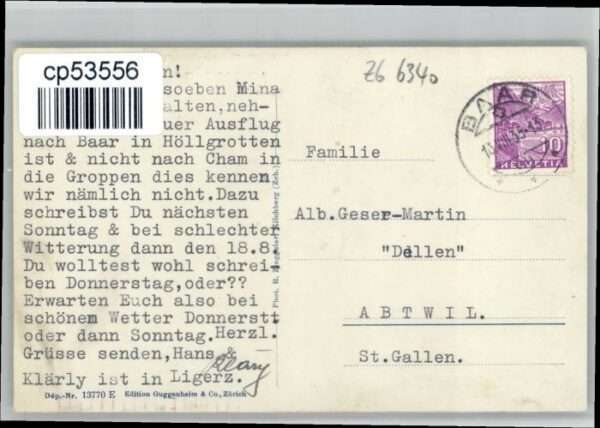 cp53556
n!
soeben Mina
alten, neh-
uer Ausflug
nach Baar in Höllgrotten
ist & nicht nach Cham in
die Groppen dies kennen
wir nämlich nicht.Dazu
schreibst Du nächsten
Sonntag & bei schlechter
Witterung dann den 18.8.
Du wolltest wohl schrei-
ben Donnerstag,oder??
Erwarten Euch also bei
schönem Wetter Donnerstt
oder dann Sonntag.Herzl.
Grüsse senden,Hans &
Klärly ist in Ligerz.
Dép.-Nr. 13770 E Edition Guggenheim & Co., Zürich
Z6 6340
BAAR
10
HELVETIA
Familie
Alb.Geser-Martin
"Dellen"
ABTWIL.
St.Gallen.